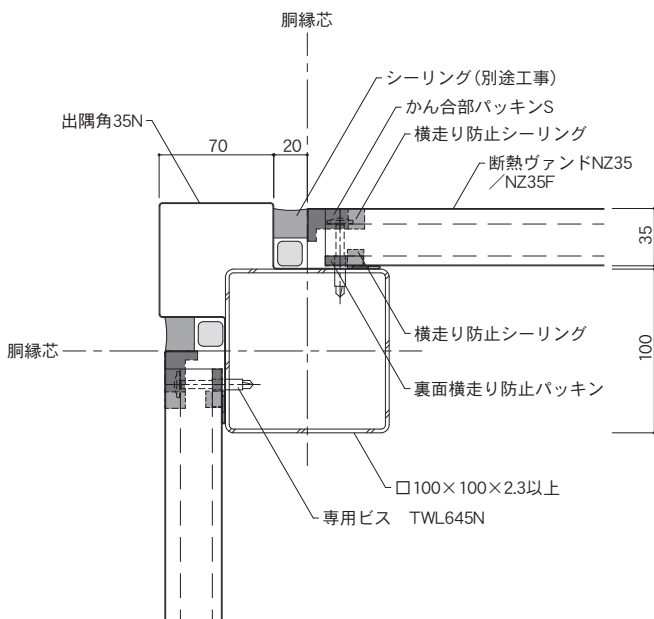 胴縁芯
シーリング（別途工事）
かん合部パッキンS
出隅角35N
横走り防止シーリング
70
20
断熱ヴァンドNZ35
／NZ35F
35
横走り防止シーリング
100
胴縁芯
裏面横走り防止パッキン
□100×100×2.3以上
専用ビス　TWL645N